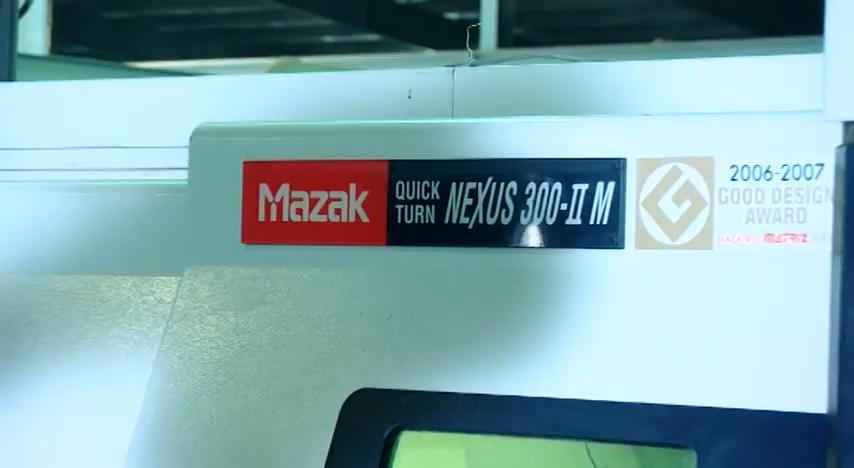 Mazak
QUICK
TURN
NEXUS 300-II M
2006-2007
GOOD DESIGN
AWARD